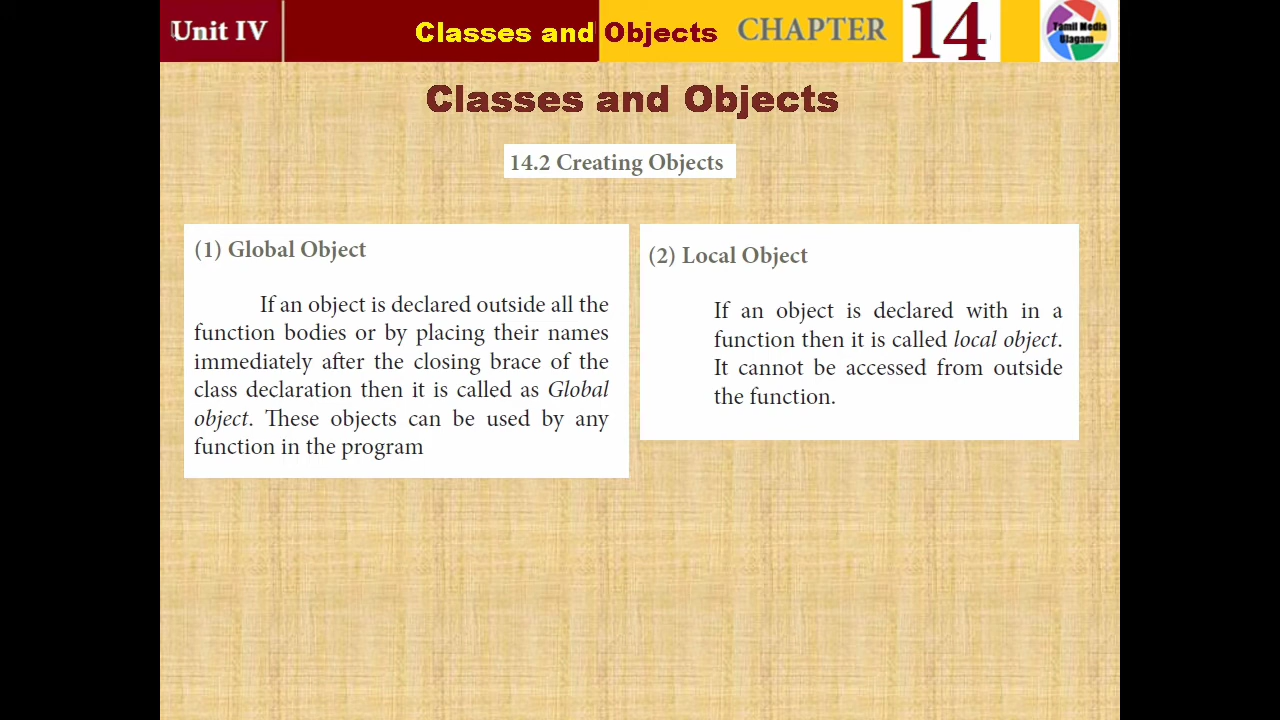 Unit IV
Classes and Objects
CHAPTER
14
Tamil Media
Ulagam
Classes and Objects
14.2 Creating Objects
(1) Global Object
If an object is declared outside all the
function bodies or by placing their names
immediately after the closing brace of the
class declaration then it is called as Global
object. These objects can be used by any
function in the program
(2) Local Object
If an object is declared with in a
function then it is called local object.
It cannot be accessed from outside
the function.